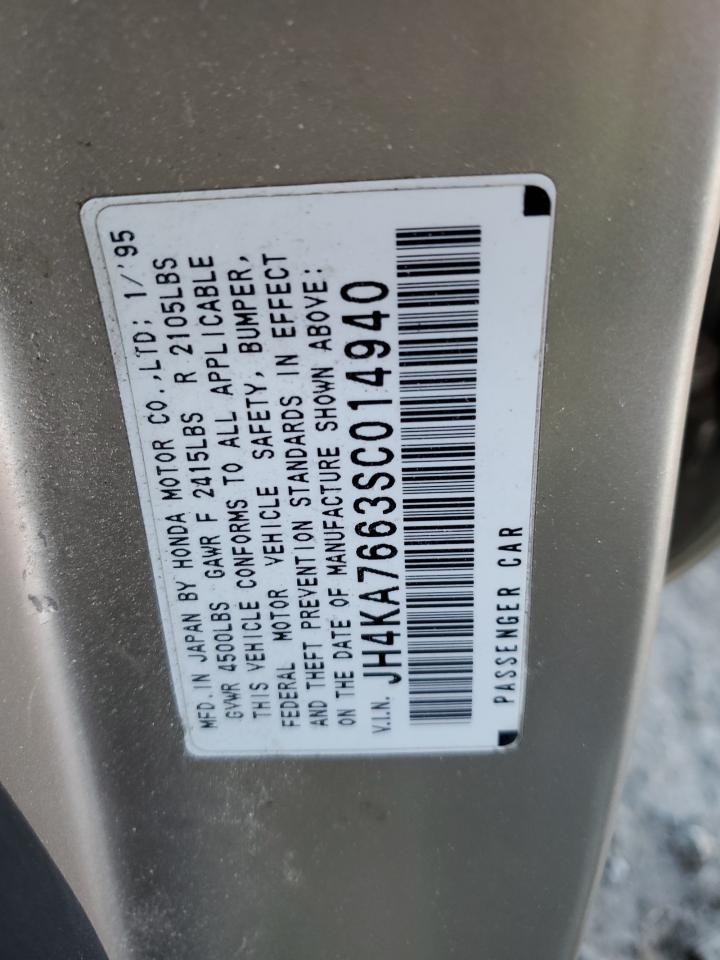 MFD. IN JAPAN BY HONDA MOTOR CO.,LTD; 1/'95
GVWR 4500LBS GAWR F 2415LBS R 2105LBS
THIS VEHICLE CONFORMS TO ALL APPLICABLE
FEDERAL MOTOR VEHICLE SAFETY, BUMPER,
AND THEFT PREVENTION STANDARDS IN EFFECT
ON THE DATE OF MANUFACTURE SHOWN ABOVE:
V.I.N. JH4KA7663SC014940
PASSENGER CAR